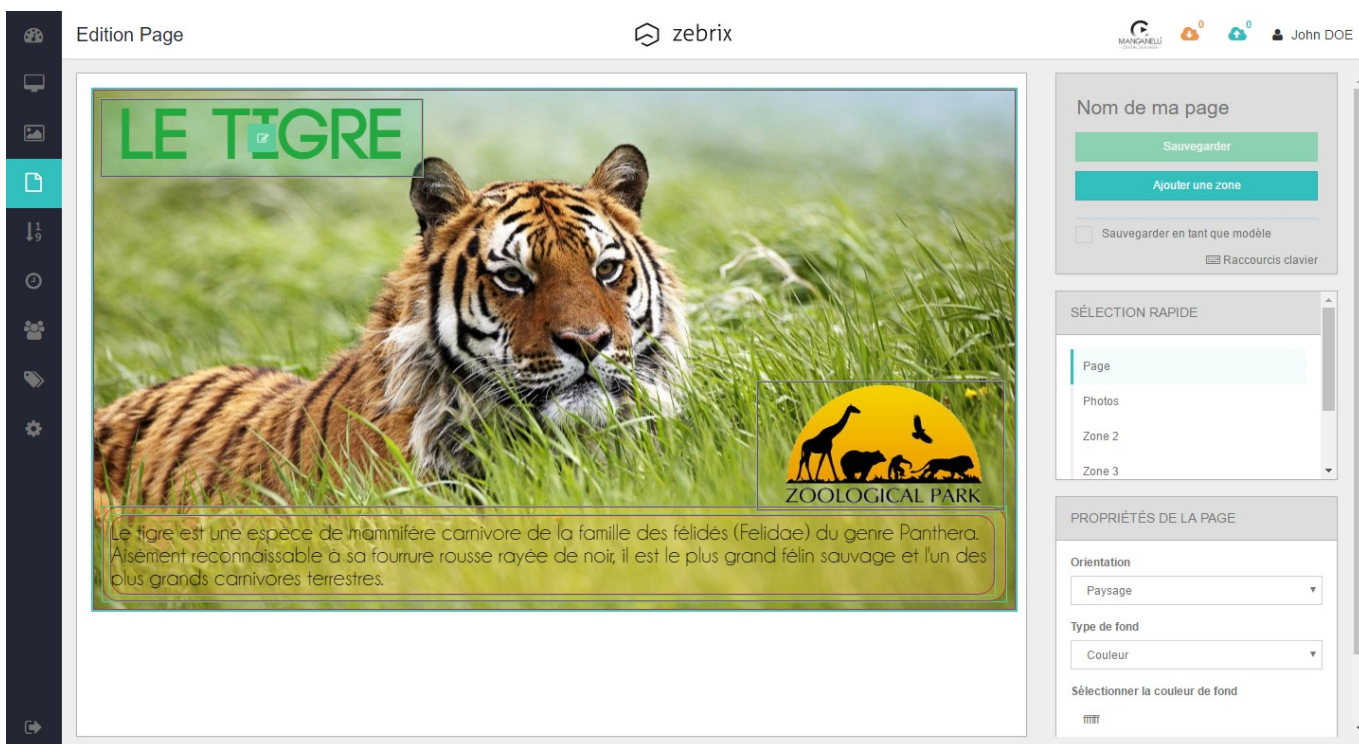 Edition Page
zebrix
MANGANELLI
0
0
John DOE
LE TIGRE
ZOOLOGICAL PARK
Le tigre est une espèce de mammifère carnivore de la famille des félidés (Felidae) du genre Panthera.
Aisément reconnaissable à sa fourrure rousse rayée de noir, il est le plus grand félin sauvage et l'un des
plus grands carnivores terrestres.
Nom de ma page
Sauvegarder
Ajouter une zone
Sauvegarder en tant que modèle
Raccourcis clavier
SÉLECTION RAPIDE
Page
Photos
Zone 2
Zone 3
PROPRIÉTÉS DE LA PAGE
Orientation
Paysage
Type de fond
Couleur
Sélectionner la couleur de fond
ffffff